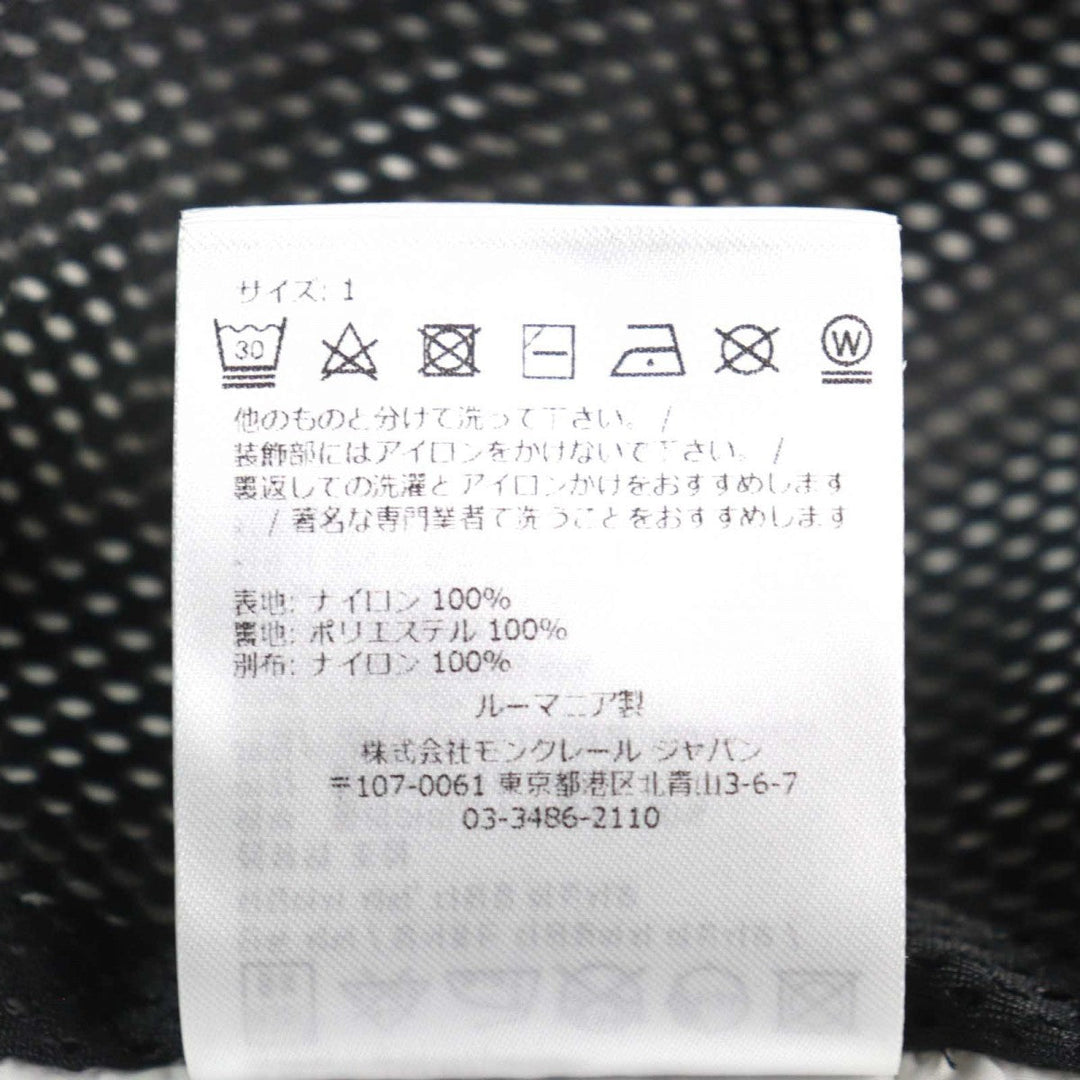 サイズ: 1
30
W
他のものと分けて洗って下さい。 /
装飾部にはアイロンをかけないで下さい。 /
裏返しての洗濯とアイロンかけをおすすめします
。 / 著名な専門業者で洗うことをおすすめします
。
表地: ナイロン 100%
裏地: ポリエステル 100%
別布: ナイロン 100%
ルーマニア製
株式会社モンクレール ジャパン
〒107-0061 東京都港区北青山3-6-7
03-3486-2110